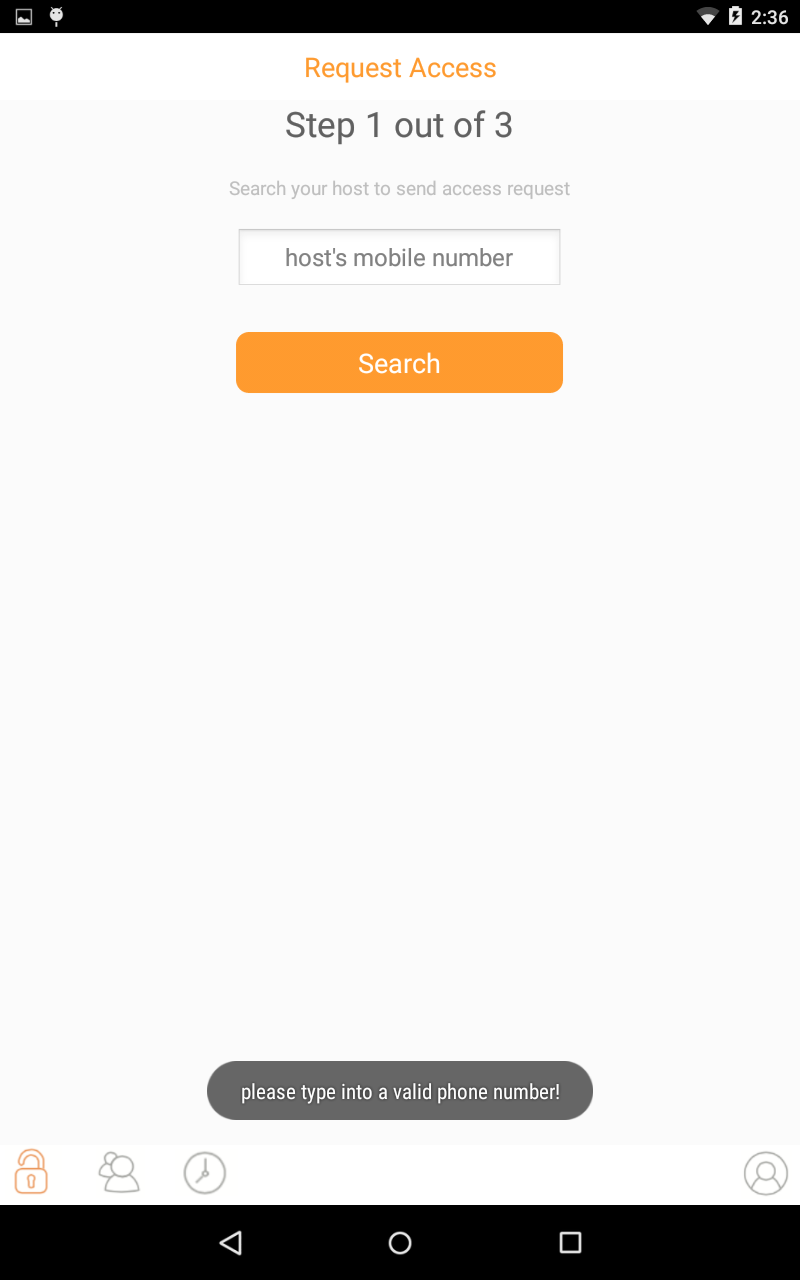 2:36
Request Access
Step 1 out of 3
Search your host to send access request
host's mobile number
Search
please type into a valid phone number!